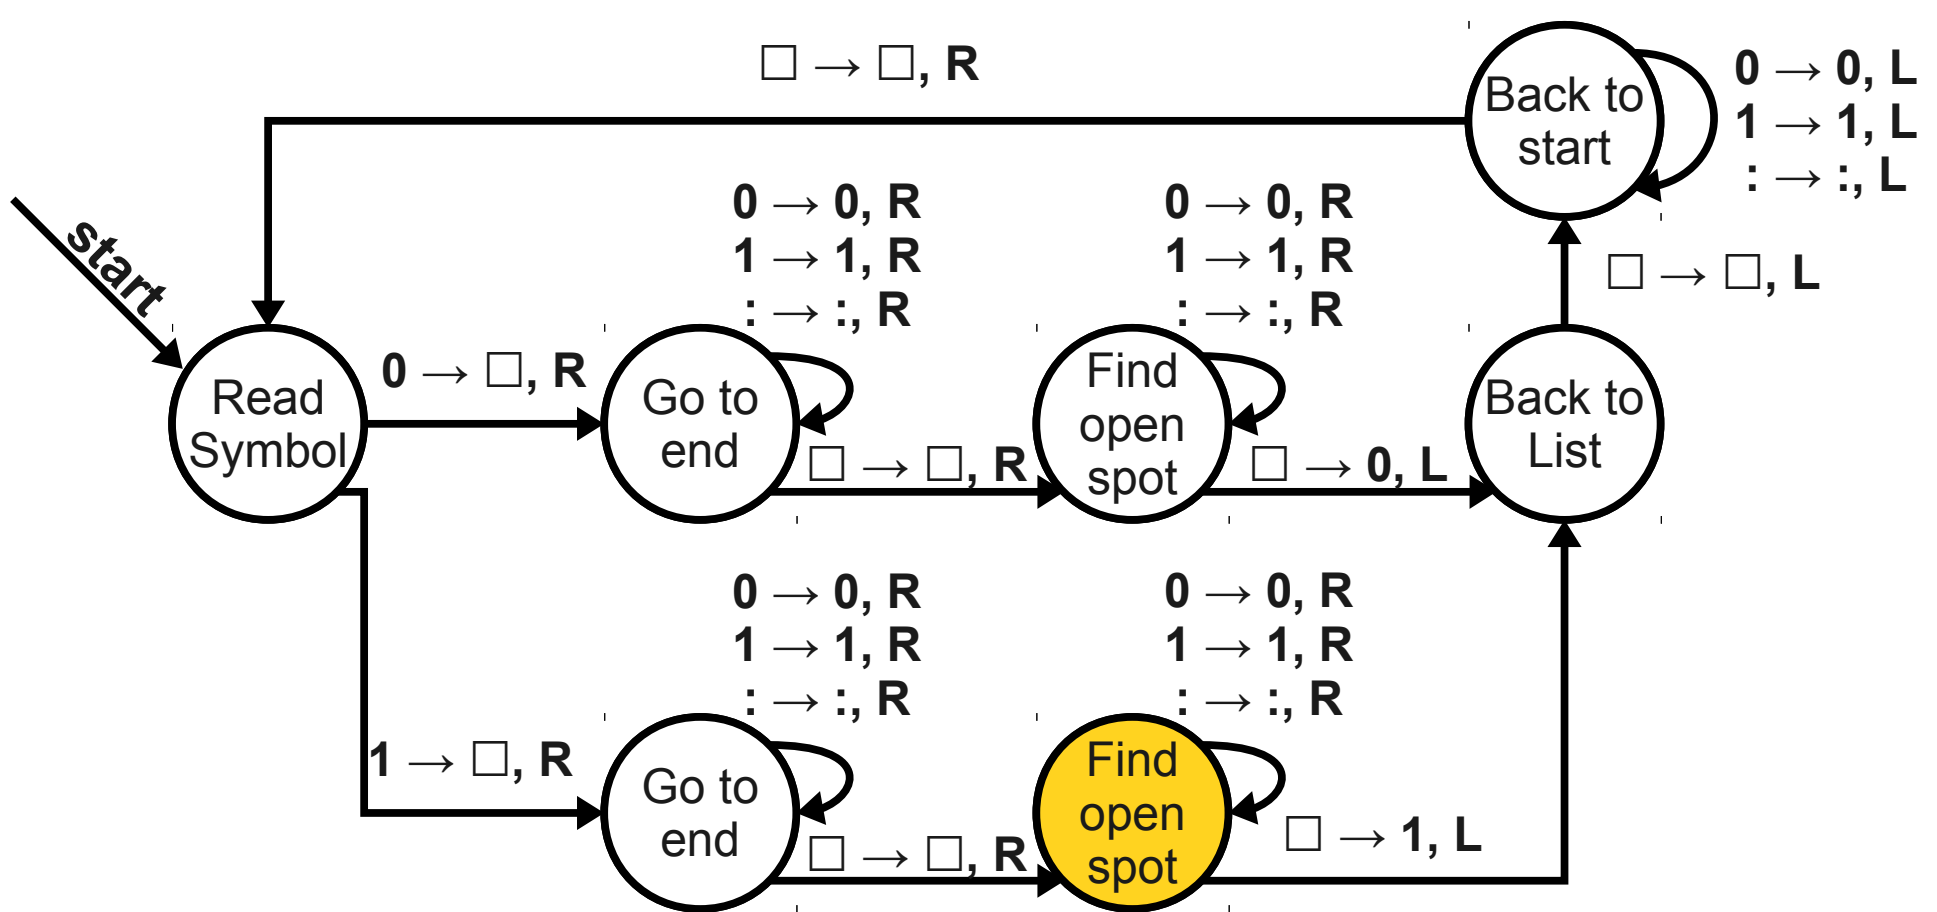 □ → □, R
Back to
start
0 → 0, L
1 → 1, L
: → :, L
start
0 → 0, R
1 → 1, R
: → :, R
0 → 0, R
1 → 1, R
: → :, R
□ → □, L
Read
Symbol
0 → □, R
Go to
end
□ → □, R
Find
open
spot
□ → 0, L
Back to
List
0 → 0, R
1 → 1, R
: → :, R
0 → 0, R
1 → 1, R
: → :, R
1 → □, R
Go to
end
□ → □, R
Find
open
spot
□ → 1, L